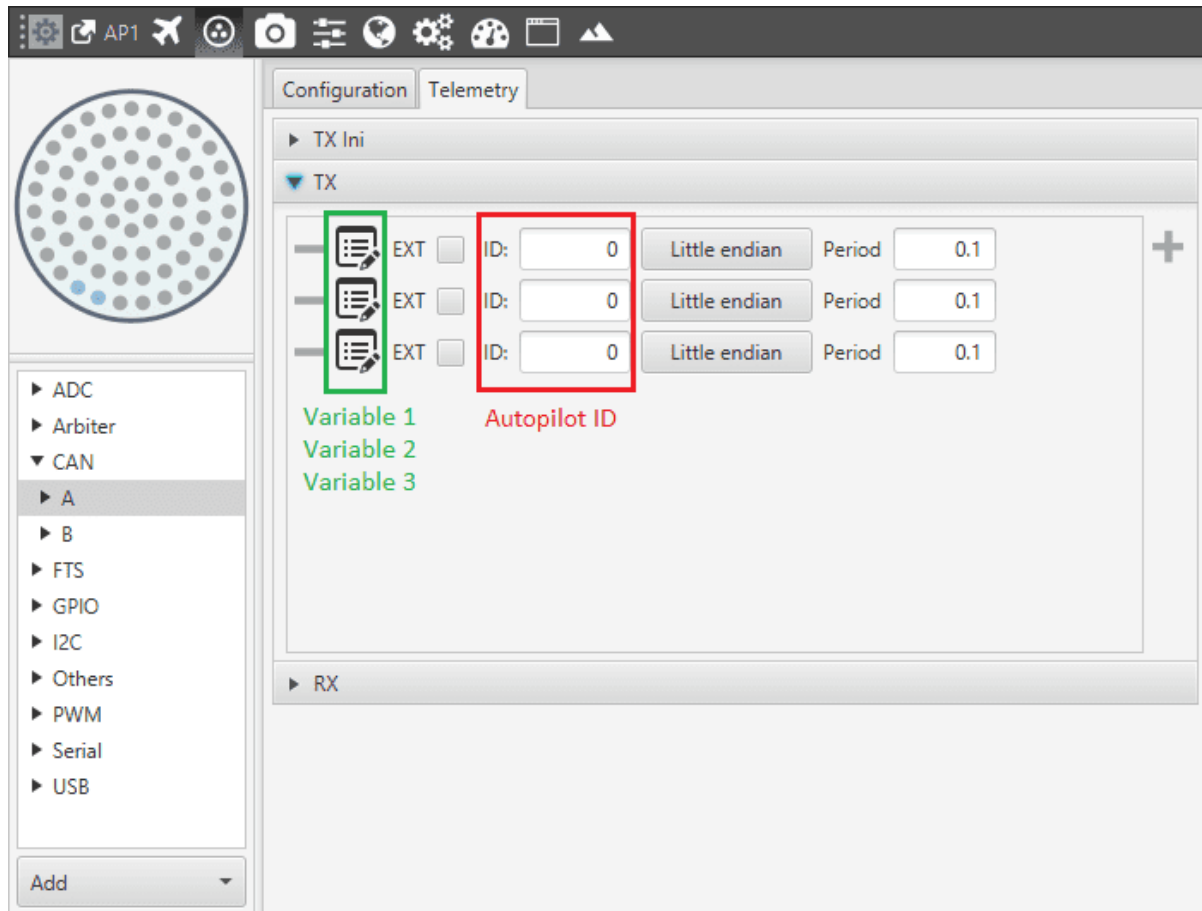 AP1
Configuration Telemetry
TX Ini
TX
EXT ID: 0 Little endian Period 0.1
EXT ID: 0 Little endian Period 0.1
EXT ID: 0 Little endian Period 0.1
Variable 1
Variable 2
Variable 3
Autopilot ID
RX
ADC
Arbiter
CAN
A
B
FTS
GPIO
I2C
Others
PWM
Serial
USB
Add